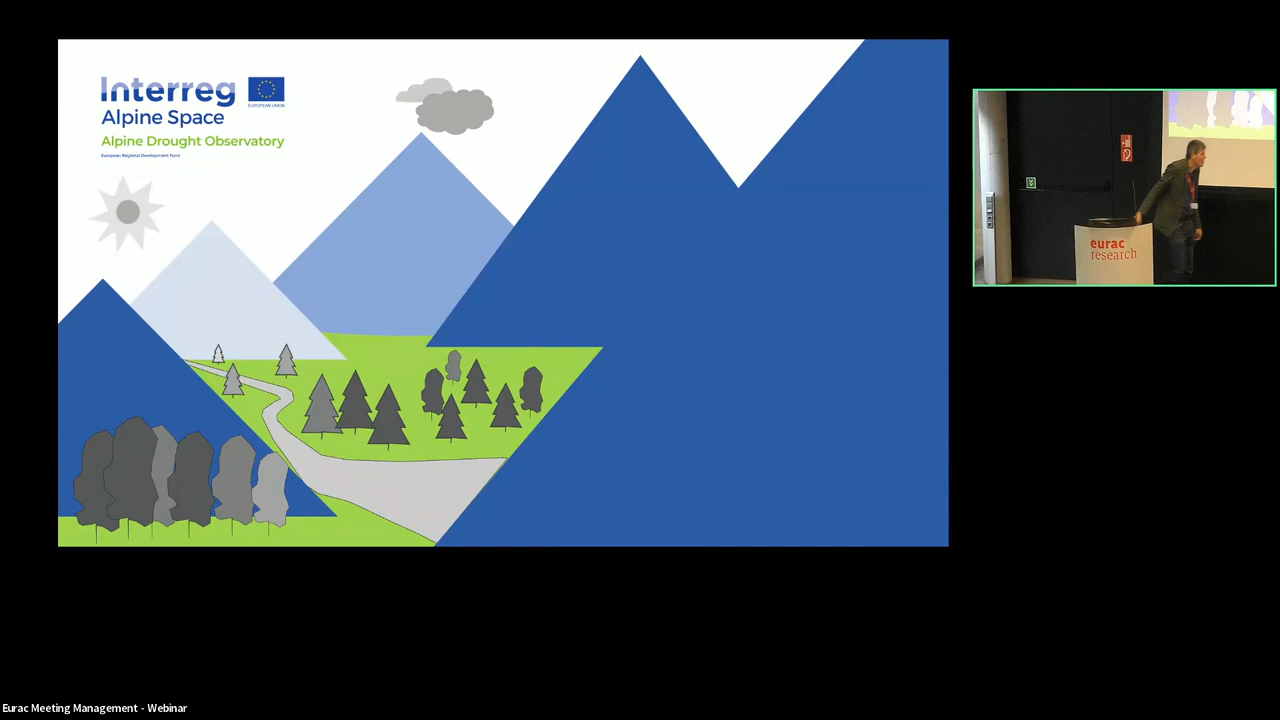 Interreg
EUROPEAN UNION
Alpine Space
Alpine Drought Observatory
European Regional Development Fund
eurac
research
Eurac Meeting Management - Webinar